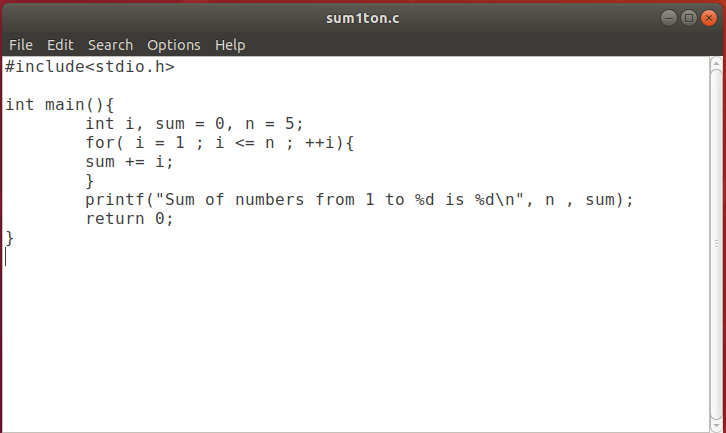 sum1ton.c
File Edit Search Options Help
#include<stdio.h>

int main(){
        int i, sum = 0, n = 5;
        for( i = 1 ; i <= n ; ++i){
        sum += i;
        }
        printf("Sum of numbers from 1 to %d is %d\n", n , sum);
        return 0;
}